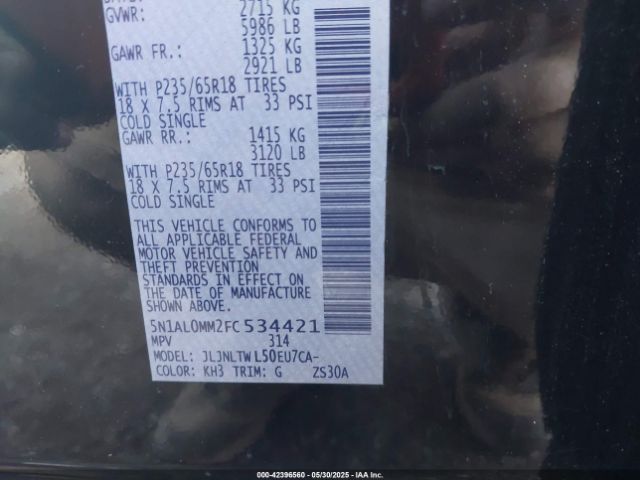 GVWR: 2715 KG
5986 LB
GAWR FR.: 1325 KG
2921 LB
WITH P235/65R18 TIRES
18 X 7.5 RIMS AT 33 PSI
COLD SINGLE
GAWR RR.: 1415 KG
3120 LB
WITH P235/65R18 TIRES
18 X 7.5 RIMS AT 33 PSI
COLD SINGLE
THIS VEHICLE CONFORMS TO
ALL APPLICABLE FEDERAL
MOTOR VEHICLE SAFETY AND
THEFT PREVENTION
STANDARDS IN EFFECT ON
THE DATE OF MANUFACTURE
SHOWN ABOVE.
5N1AL0MM2FC534421
MPV 314
MODEL: JLJNLTWL50EU7CA-
COLOR: KH3 TRIM: G ZS30A
000-42396560 - 05/30/2025 - IAA Inc.